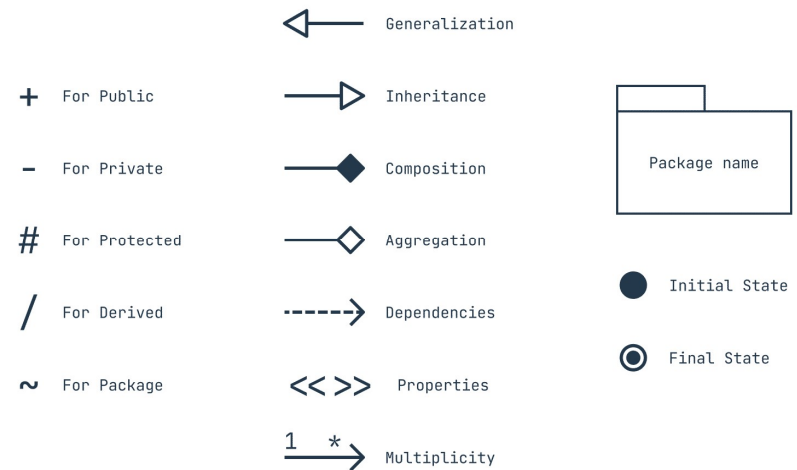 Generalization
+ For Public
Inheritance
- For Private
Composition
Package name
# For Protected
Aggregation
/ For Derived
Dependencies
Initial State
~ For Package
<< >> Properties
Final State
1 *
Multiplicity